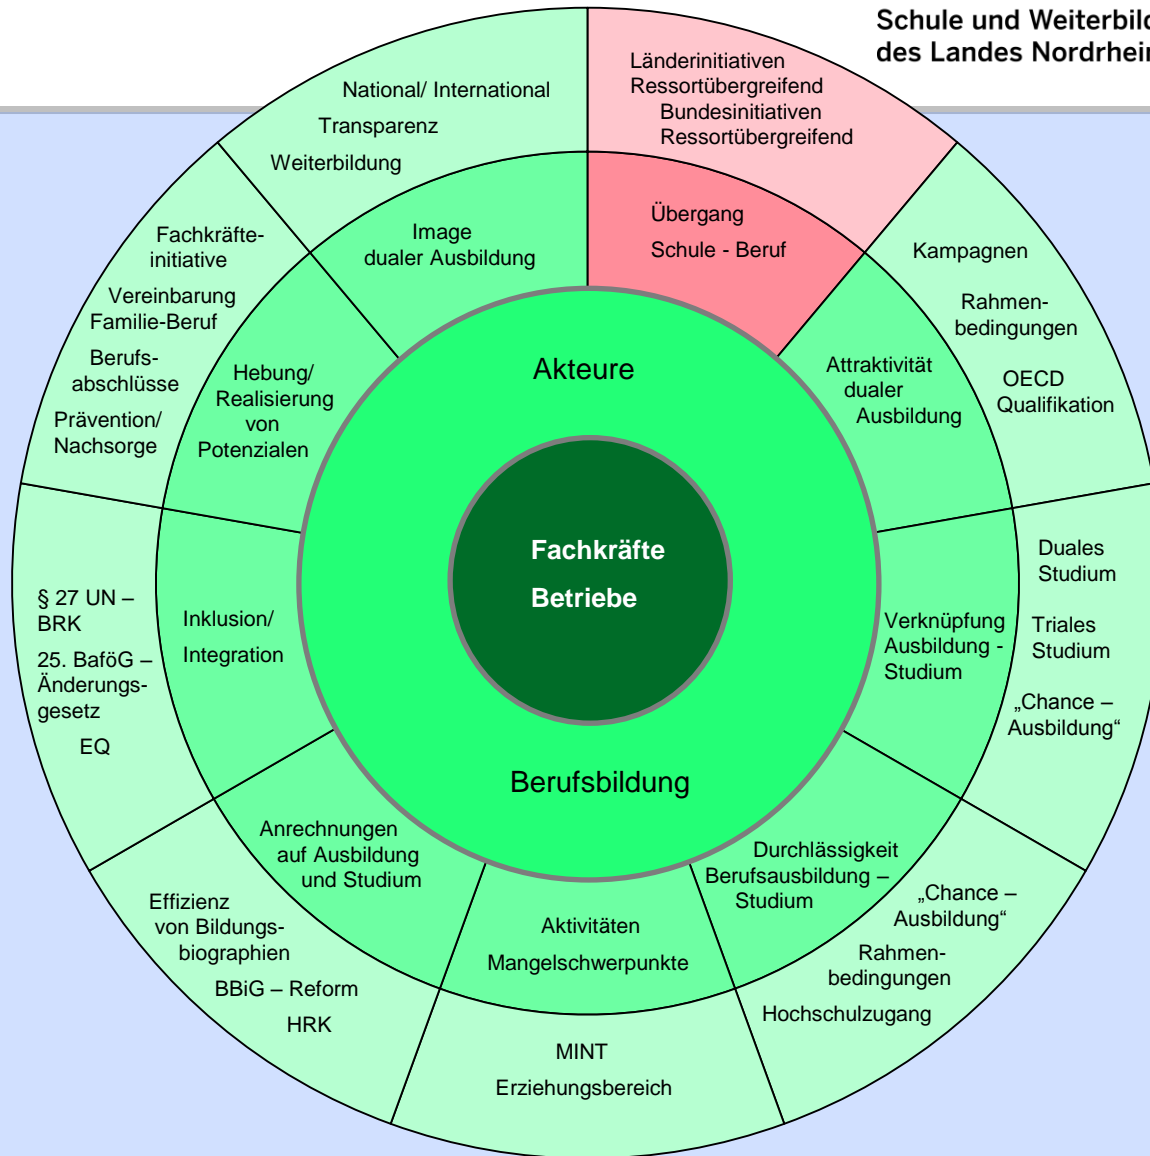 Schule und Weiterbild
des Landes Nordrhein
Länderinitiativen
Ressortübergreifend
Bundesinitiativen
Ressortübergreifend
Übergang
Schule - Beruf
Kampagnen
Rahmen-
bedingungen
OECD
Qualifikation
Attraktivität
dualer
Ausbildung
Duales
Studium
Triales
Studium
„Chance –
Ausbildung“
Verknüpfung
Ausbildung -
Studium
„Chance –
Ausbildung“
Rahmen-
bedingungen
Hochschulzugang
Durchlässigkeit
Berufsausbildung –
Studium
MINT
Erziehungsbereich
Aktivitäten
Mangelschwerpunkte
Effizienz
von Bildungs-
biographien
BBiG – Reform
HRK
Anrechnungen
auf Ausbildung
und Studium
§ 27 UN –
BRK
25. BaföG –
Änderungs-
gesetz
EQ
Inklusion/
Integration
Fachkräfte-
initiative
Vereinbarung
Familie-Beruf
Berufs-
abschlüsse
Prävention/
Nachsorge
Hebung/
Realisierung
von
Potenzialen
National/ International
Transparenz
Weiterbildung
Image
dualer Ausbildung
Akteure
Fachkräfte
Betriebe
Berufsbildung